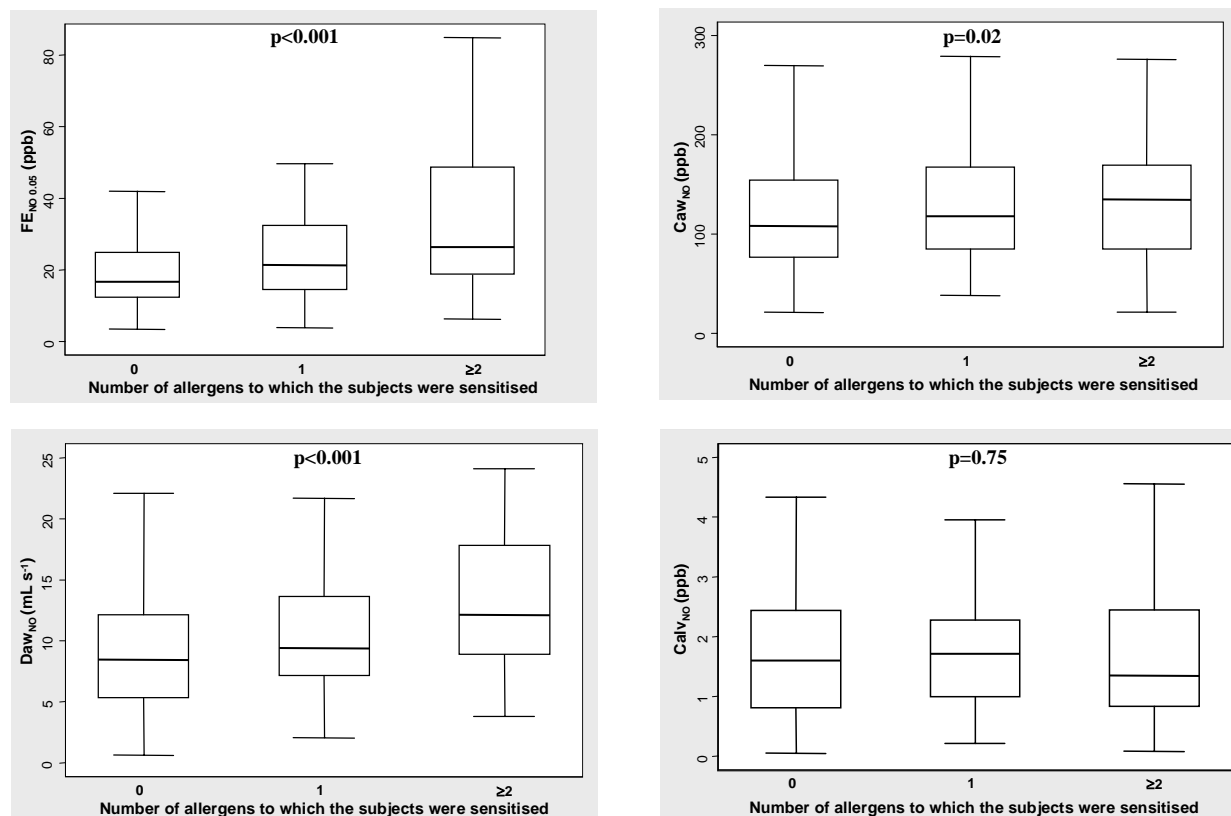 p<0.001
FE_NO 0.05 (ppb)
80
60
40
20
0
0 1 ≥2
Number of allergens to which the subjects were sensitised
p=0.02
Caw_NO (ppb)
300
200
100
0
0 1 ≥2
Number of allergens to which the subjects were sensitised
p<0.001
Daw_NO (mL s⁻¹)
25
20
15
10
5
0
0 1 ≥2
Number of allergens to which the subjects were sensitised
p=0.75
Calv_NO (ppb)
5
4
3
2
1
0
0 1 ≥2
Number of allergens to which the subjects were sensitised